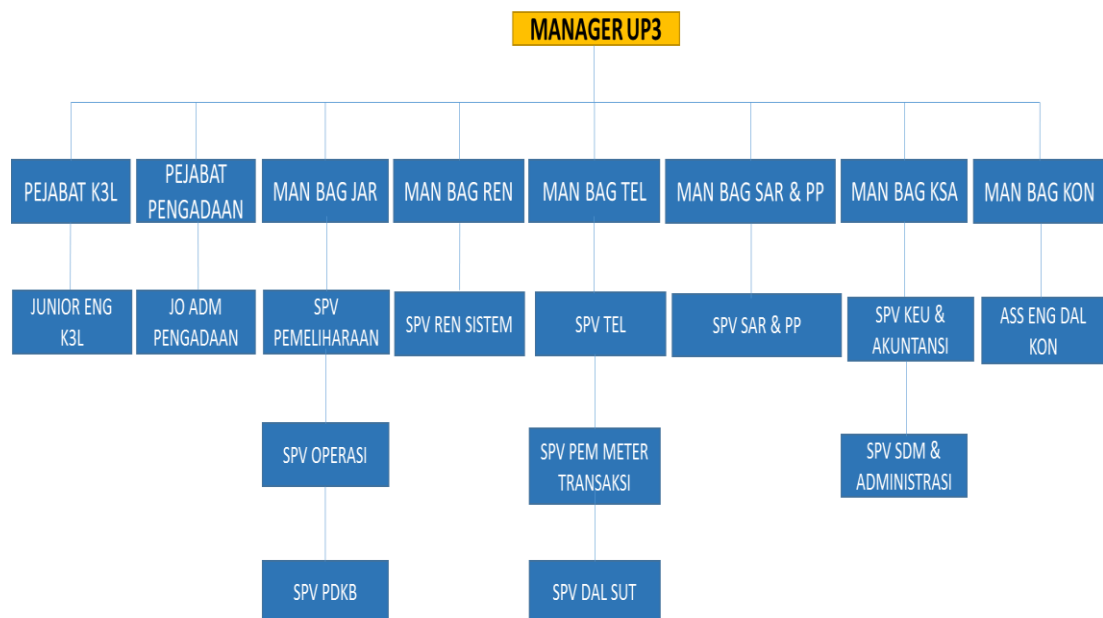 MANAGER UP3
PEJABAT K3L
PEJABAT
PENGADAAN
MAN BAG JAR
MAN BAG REN
MAN BAG TEL
MAN BAG SAR & PP
MAN BAG KSA
MAN BAG KON
JUNIOR ENG
K3L
JO ADM
PENGADAAN
SPV
PEMELIHARAAN
SPV REN SISTEM
SPV TEL
SPV SAR & PP
SPV KEU &
AKUNTANSI
ASS ENG DAL
KON
SPV OPERASI
SPV PEM METER
TRANSAKSI
SPV SDM &
ADMINISTRASI
SPV PDKB
SPV DAL SUT